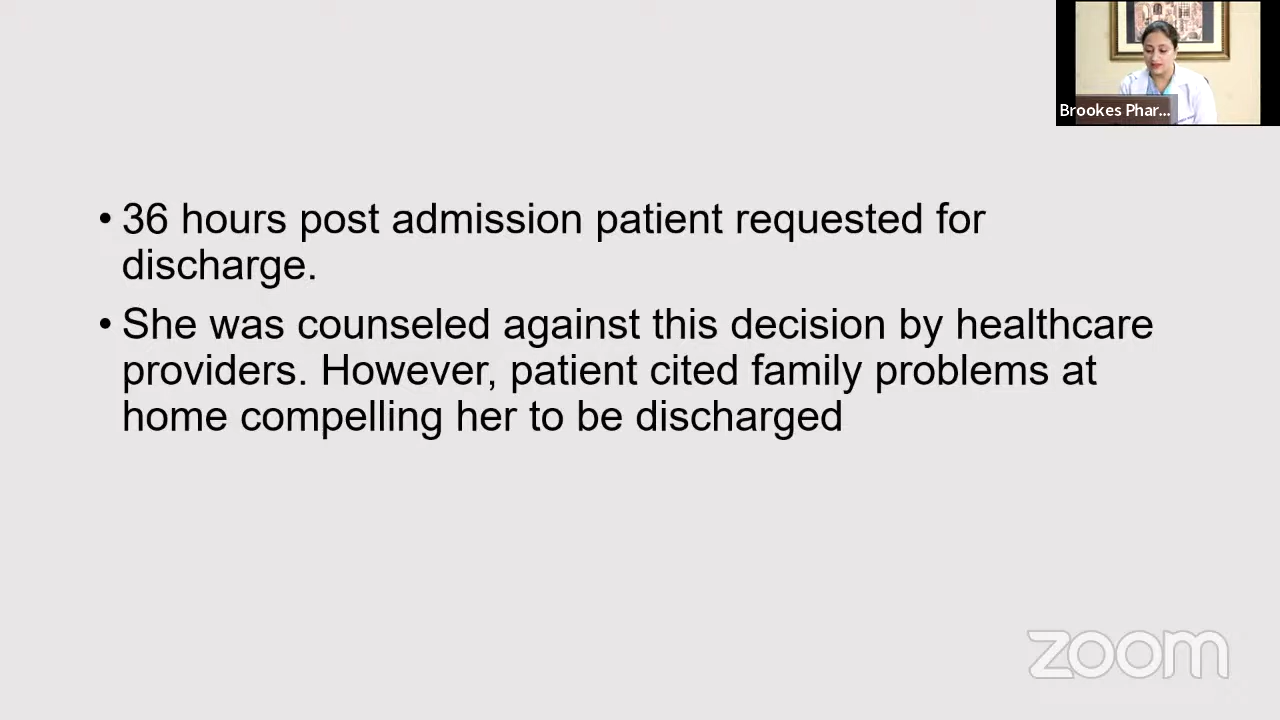 Brookes Phar...
• 36 hours post admission patient requested for
discharge.
• She was counseled against this decision by healthcare
providers. However, patient cited family problems at
home compelling her to be discharged
zoom